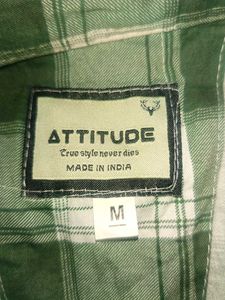 ATTITUDE
True style never dies
MADE IN INDIA
M